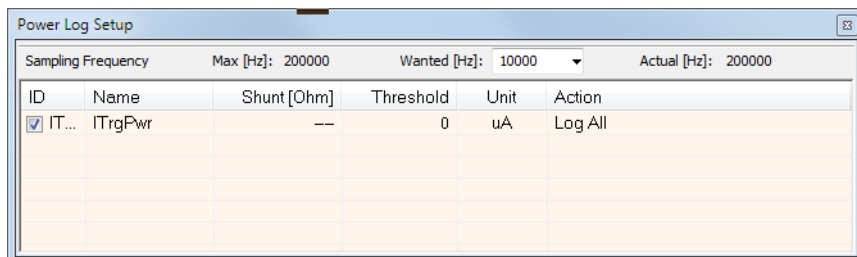 Power Log Setup
Sampling Frequency Max [Hz]: 200000 Wanted [Hz]: 10000 Actual [Hz]: 200000
ID Name Shunt [Ohm] Threshold Unit Action
IT... ITrgPwr --- 0 uA Log All